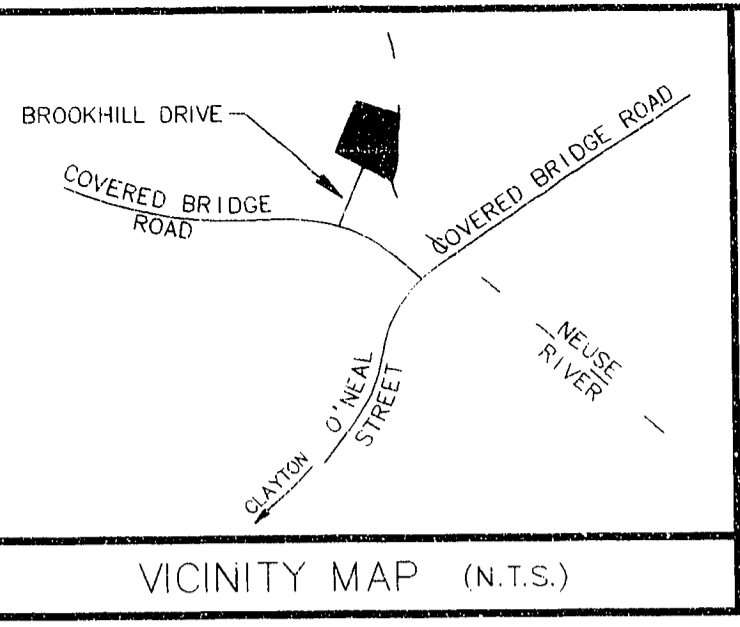 BROOKHILL DRIVE
COVERED BRIDGE
ROAD
COVERED BRIDGE ROAD
NEUSE
RIVER
O'NEAL
STREET
CLAYTON
VICINITY MAP (N.T.S.)